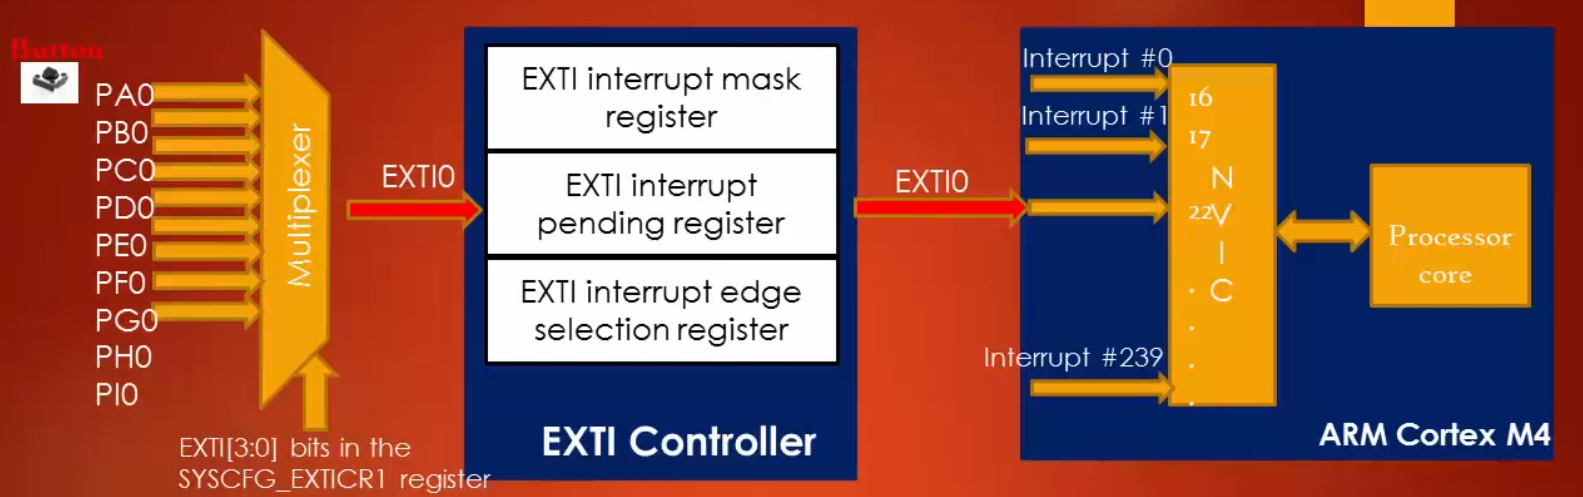 Button
PA0
PB0
PC0
PD0
PE0
PF0
PG0
PH0
PI0
Multiplexer
EXTI[3:0] bits in the
SYSCFG_EXTICR1 register
EXTI0
EXTI interrupt mask
register
EXTI interrupt
pending register
EXTI interrupt edge
selection register
EXTI Controller
EXTI0
Interrupt #0
Interrupt #1
Interrupt #239
16
17
22
.
.
.
.
N
V
I
C
Processor
core
ARM Cortex M4